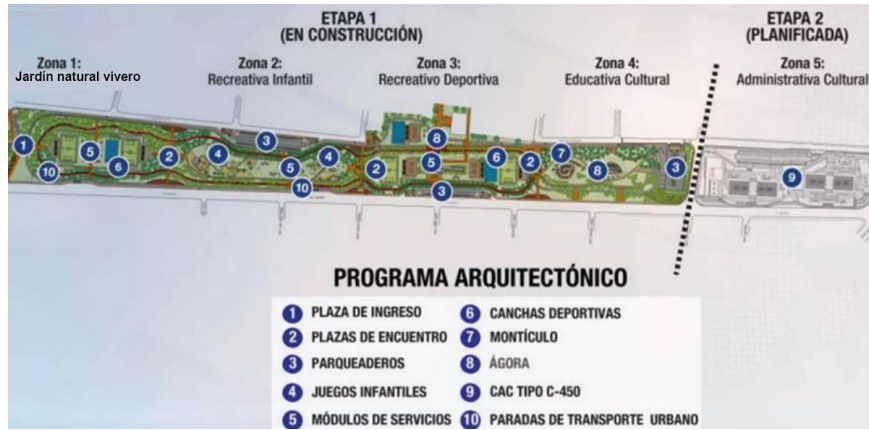 ETAPA 1
(EN CONSTRUCCIÓN)
ETAPA 2
(PLANIFICADA)
Zona 1:
Jardín natural vivero
Zona 2:
Recreativa Infantil
Zona 3:
Recreativo Deportiva
Zona 4:
Educativa Cultural
Zona 5:
Administrativa Cultural
1
10
5
6
2
4
3
5
4
10
2
8
5
3
6
2
7
8
3
9
PROGRAMA ARQUITECTÓNICO
1 PLAZA DE INGRESO
2 PLAZAS DE ENCUENTRO
3 PARQUEADEROS
4 JUEGOS INFANTILES
5 MÓDULOS DE SERVICIOS
6 CANCHAS DEPORTIVAS
7 MONTÍCULO
8 ÁGORA
9 CAC TIPO C-450
10 PARADAS DE TRANSPORTE URBANO